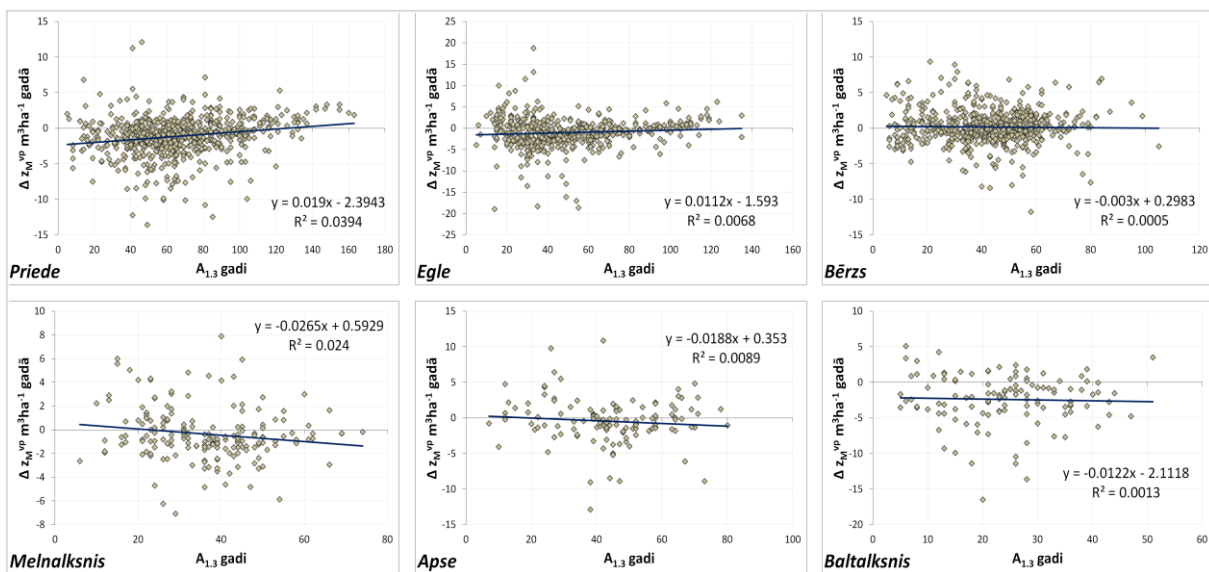 15
10
5
0
-5
-10
-15
0 20 40 60 80 100 120 140 160 180
Δ z_M^vp m³ha⁻¹ gadā
y = 0.019x - 2.3943
R² = 0.0394
A₁.₃ gadi
Priede
25
20
15
10
5
0
-5
-10
-15
-20
-25
0 20 40 60 80 100 120 140 160
Δ z_M^vp m³ha⁻¹ gadā
y = 0.0112x - 1.593
R² = 0.0068
A₁.₃ gadi
Egle
15
10
5
0
-5
-10
-15
0 20 40 60 80 100 120
Δ z_M^vp m³ha⁻¹ gadā
y = -0.003x + 0.2983
R² = 0.0005
A₁.₃ gadi
Bērzs
10
8
6
4
2
0
-2
-4
-6
-8
0 20 40 60 80
Δ z_M^vp m³ha⁻¹ gadā
y = -0.0265x + 0.5929
R² = 0.024
A₁.₃ gadi
Melnalksnis
15
10
5
0
-5
-10
-15
0 20 40 60 80 100
Δ z_M^vp m³ha⁻¹ gadā
y = -0.0188x + 0.353
R² = 0.0089
A₁.₃ gadi
Apse
10
5
0
-5
-10
-15
-20
0 10 20 30 40 50 60
Δ z_M^vp m³ha⁻¹ gadā
y = -0.0122x - 2.1118
R² = 0.0013
A₁.₃ gadi
Baltalksnis